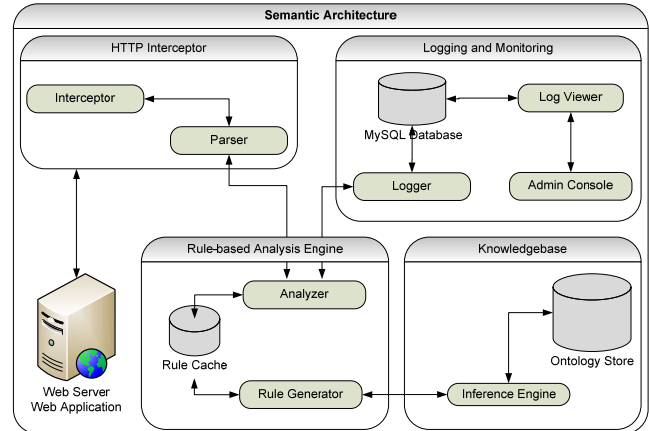 Semantic Architecture
HTTP Interceptor
Interceptor
Parser
Logging and Monitoring
MySQL Database
Log Viewer
Logger
Admin Console
Web Server
Web Application
Rule-based Analysis Engine
Analyzer
Rule Cache
Rule Generator
Knowledgebase
Ontology Store
Inference Engine